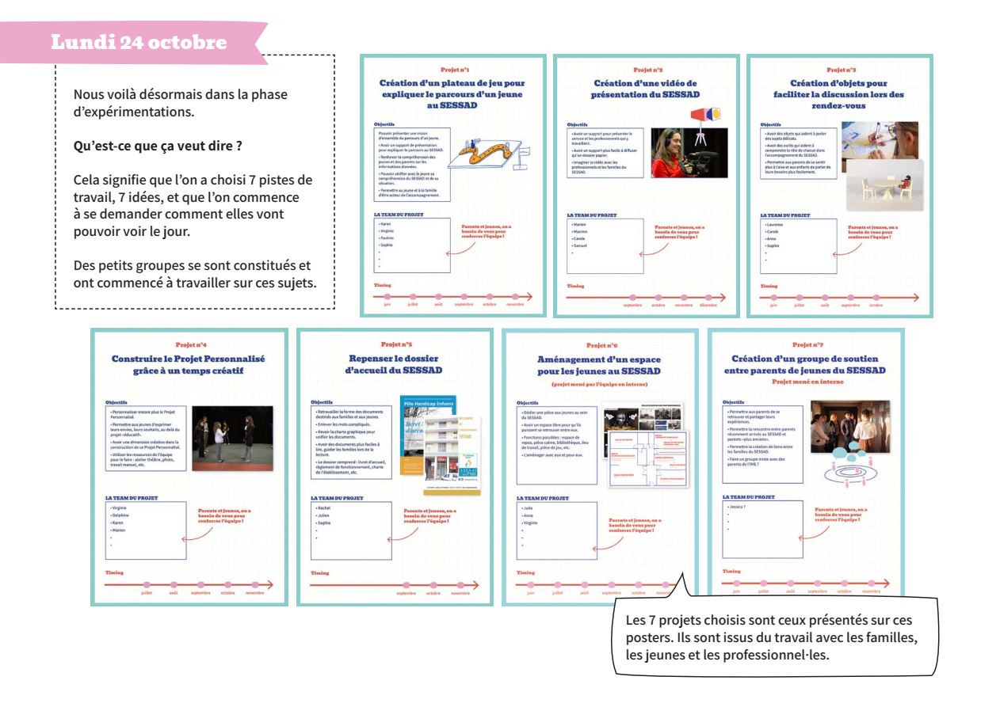 Lundi 24 octobre
Nous voilà désormais dans la phase
d'expérimentations.
Qu'est-ce que ça veut dire ?
Cela signifie que l'on a choisi 7 pistes de
travail, 7 idées, et que l'on commence
à se demander comment elles vont
pouvoir voir le jour.
Des petits groupes se sont constitués et
ont commencé à travailler sur ces sujets.
Projet n°1
Création d'un plateau de jeu pour
expliquer le parcours d'un jeune
au SESSAD
Objectifs
Pouvoir présenter une vision
d'ensemble du parcours d'un jeune.
• Avoir un support de présentation
pour expliquer le parcours au SESSAD.
• Renforcer la compréhension des
jeunes et des parents sur les
informations données.
• Pouvoir vérifier avec le jeune sa
compréhension du SESSAD et de sa
situation.
• Permettre au jeune et à la famille
d'être acteur de l'accompagnement.
LA TEAM DU PROJET
• Karen
• Virginie
• Pauline
• Sophie
•
•
•
Parents et jeunes, on a
besoin de vous pour
renforcer l'équipe !
Timing
juin juillet août septembre octobre novembre
Projet n°2
Création d'une vidéo de
présentation du SESSAD
Objectifs
• Avoir un support pour présenter le
service et les professionnels qui y
travaillent.
• Avoir un support plus facile à diffuser
qu'un dossier papier.
• Imaginer la vidéo avec les
professionnels et les familles du
SESSAD.
LA TEAM DU PROJET
• Marion
• Maxime
• Carole
• Samuel
•
Parents et jeunes, on a
besoin de vous pour
renforcer l'équipe !
Timing
septembre octobre novembre décembre
Projet n°3
Création d'objets pour
faciliter la discussion lors des
rendez-vous
Objectifs
• Avoir des objets qui aident à parler
des sujets délicats.
• Avoir des outils qui aident à
comprendre le rôle de chacun dans
l'accompagnement du SESSAD.
• Permettre aux parents de se sentir
plus à l'aise et aux enfants de parler de
leurs besoins plus facilement.
LA TEAM DU PROJET
• Laurence
• Carole
• Anne
• Sophie
•
•
•
Parents et jeunes, on a
besoin de vous pour
renforcer l'équipe !
Timing
juin juillet août septembre octobre
Projet n°4
Construire le Projet Personnalisé
grâce à un temps créatif
Objectifs
• Personnaliser encore plus le Projet
Personnalisé.
• Permettre aux jeunes d'exprimer
leurs envies, leurs souhaits, au delà du
projet «éducatif».
• Avoir une dimension créative dans la
construction de ce Projet Personnalisé.
• Utiliser les ressources de l'équipe
pour le faire : atelier théâtre, photo,
travail manuel, etc.
LA TEAM DU PROJET
• Virginie
• Delphine
• Karen
• Marion
•
•
Parents et jeunes, on a
besoin de vous pour
renforcer l'équipe !
Timing
juillet août septembre octobre novembre
Projet n°5
Repenser le dossier
d'accueil du SESSAD
Objectifs
• Retravailler la forme des documents
destinés aux familles et aux jeunes.
• Enlever les mots compliqués.
• Revoir la charte graphique pour
unifier les documents.
• Avoir des documents plus faciles à
lire, guider les familles lors de la
lecture.
• Le dossier comprend : livret d'accueil,
règlement de fonctionnement, charte
de l'établissement, etc.
Pôle Handicap Enfants
SESSAD
LA TEAM DU PROJET
• Rachel
• Julien
• Sophie
•
•
Parents et jeunes, on a
besoin de vous pour
renforcer l'équipe !
Timing
septembre octobre novembre
Projet n°6
Aménagement d'un espace
pour les jeunes au SESSAD
(projet mené par l'équipe en interne)
Objectifs
• Dédier une pièce aux jeunes au sein
du SESSAD.
• Avoir un espace libre pour qu'ils
puissent se retrouver entre eux.
• Fonctions possibles : espace de
repos, pièce calme, bibliothèque, lieu
de travail, pièce de jeu, etc.
• L'aménager avec eux et pour eux.
LA TEAM DU PROJET
• Julie
• Anne
• Virginie
•
•
Parents et jeunes, on a
besoin de vous pour
renforcer l'équipe !
Timing
juin juillet août septembre octobre
Projet n°7
Création d'un groupe de soutien
entre parents de jeunes du SESSAD
Projet mené en interne
Objectifs
• Permettre aux parents de se
retrouver et partager leurs
expériences.
• Permettre la rencontre entre parents
récemment arrivés au SESSAD et
parents «plus anciens».
• Permettre la création de liens entre
les familles du SESSAD.
• Faire un groupe mixte avec des
parents de l'IME ?
LA TEAM DU PROJET
• Jessica ?
•
•
•
•
Parents et jeunes, on a
besoin de vous pour
renforcer l'équipe !
Timing
juin juillet août septembre octobre novembre
Les 7 projets choisis sont ceux présentés sur ces
posters. Ils sont issus du travail avec les familles,
les jeunes et les professionnel·les.